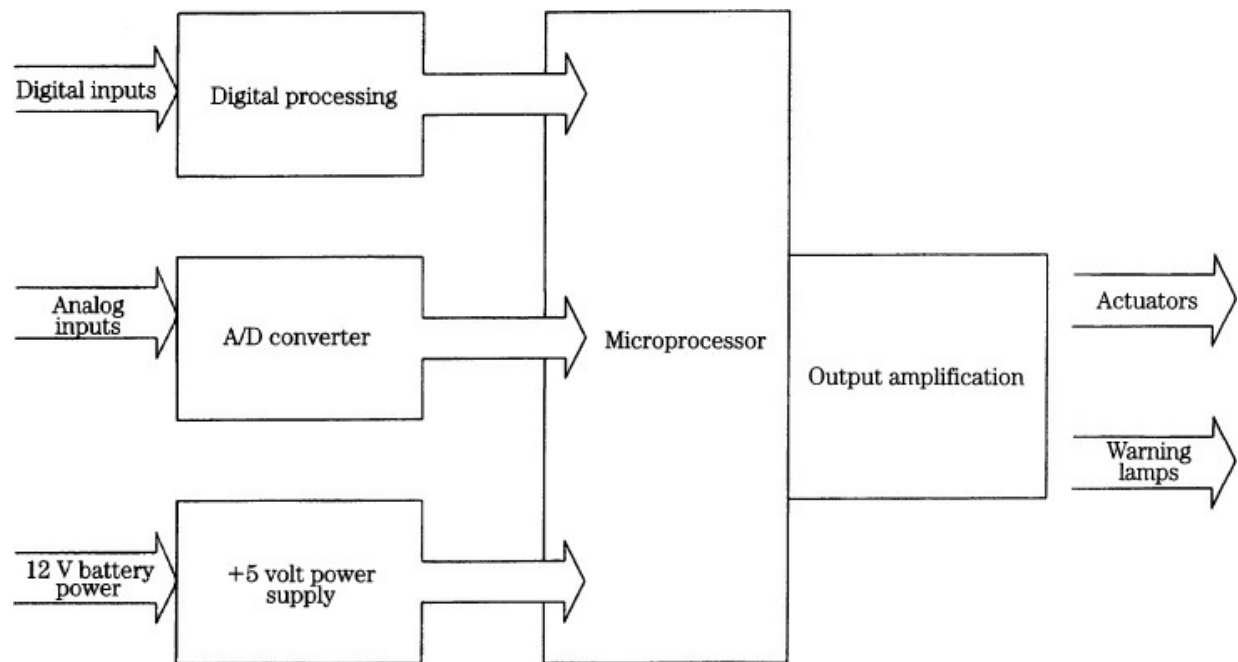 Digital inputs
Digital processing
Analog
inputs
A/D converter
Microprocessor
Output amplification
Actuators
Warning
lamps
12 V battery
power
+5 volt power
supply